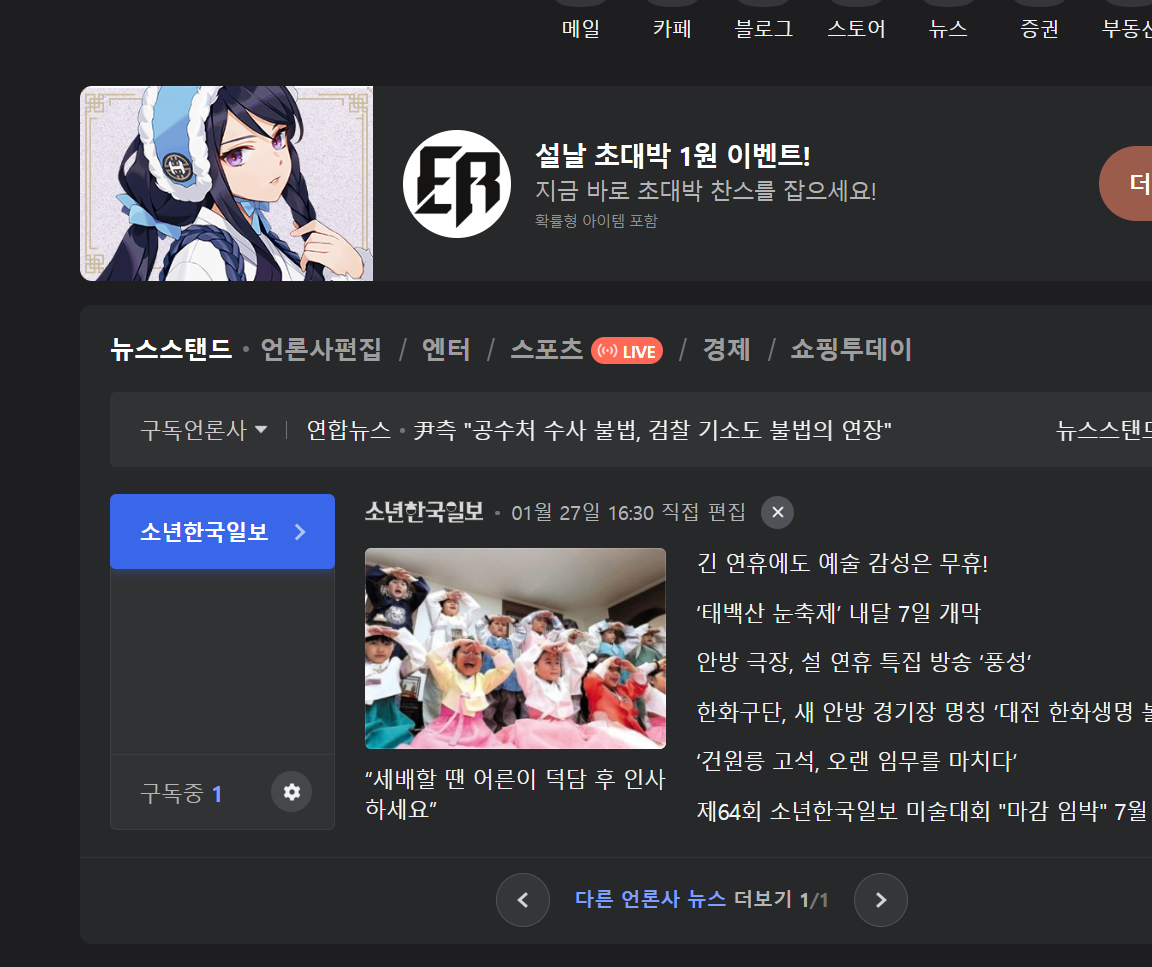 메일
카페
블로그
스토어
뉴스
증권
ER
설날 초대박 1원 이벤트!
지금 바로 초대박 찬스를 잡으세요!
확률형 아이템 포함
더
뉴스스탠드 • 언론사편집 / 엔터 / 스포츠 LIVE / 경제 / 쇼핑투데이
구독언론사
연합뉴스 • 尹측 "공수처 수사 불법, 검찰 기소도 불법의 연장"
뉴스스탠드
소년한국일보
구독중 1
소년한국일보 • 01월 27일 16:30 직접 편집
“세배할 땐 어른이 덕담 후 인사
하세요”
긴 연휴에도 예술 감성은 무휴!
‘태백산 눈축제’ 내달 7일 개막
안방 극장, 설 연휴 특집 방송 ‘풍성’
한화구단, 새 안방 경기장 명칭 ‘대전 한화생명
‘건원릉 고석, 오랜 임무를 마치다’
제64회 소년한국일보 미술대회 "마감 임박" 7월
다른 언론사 뉴스 더보기 1/1